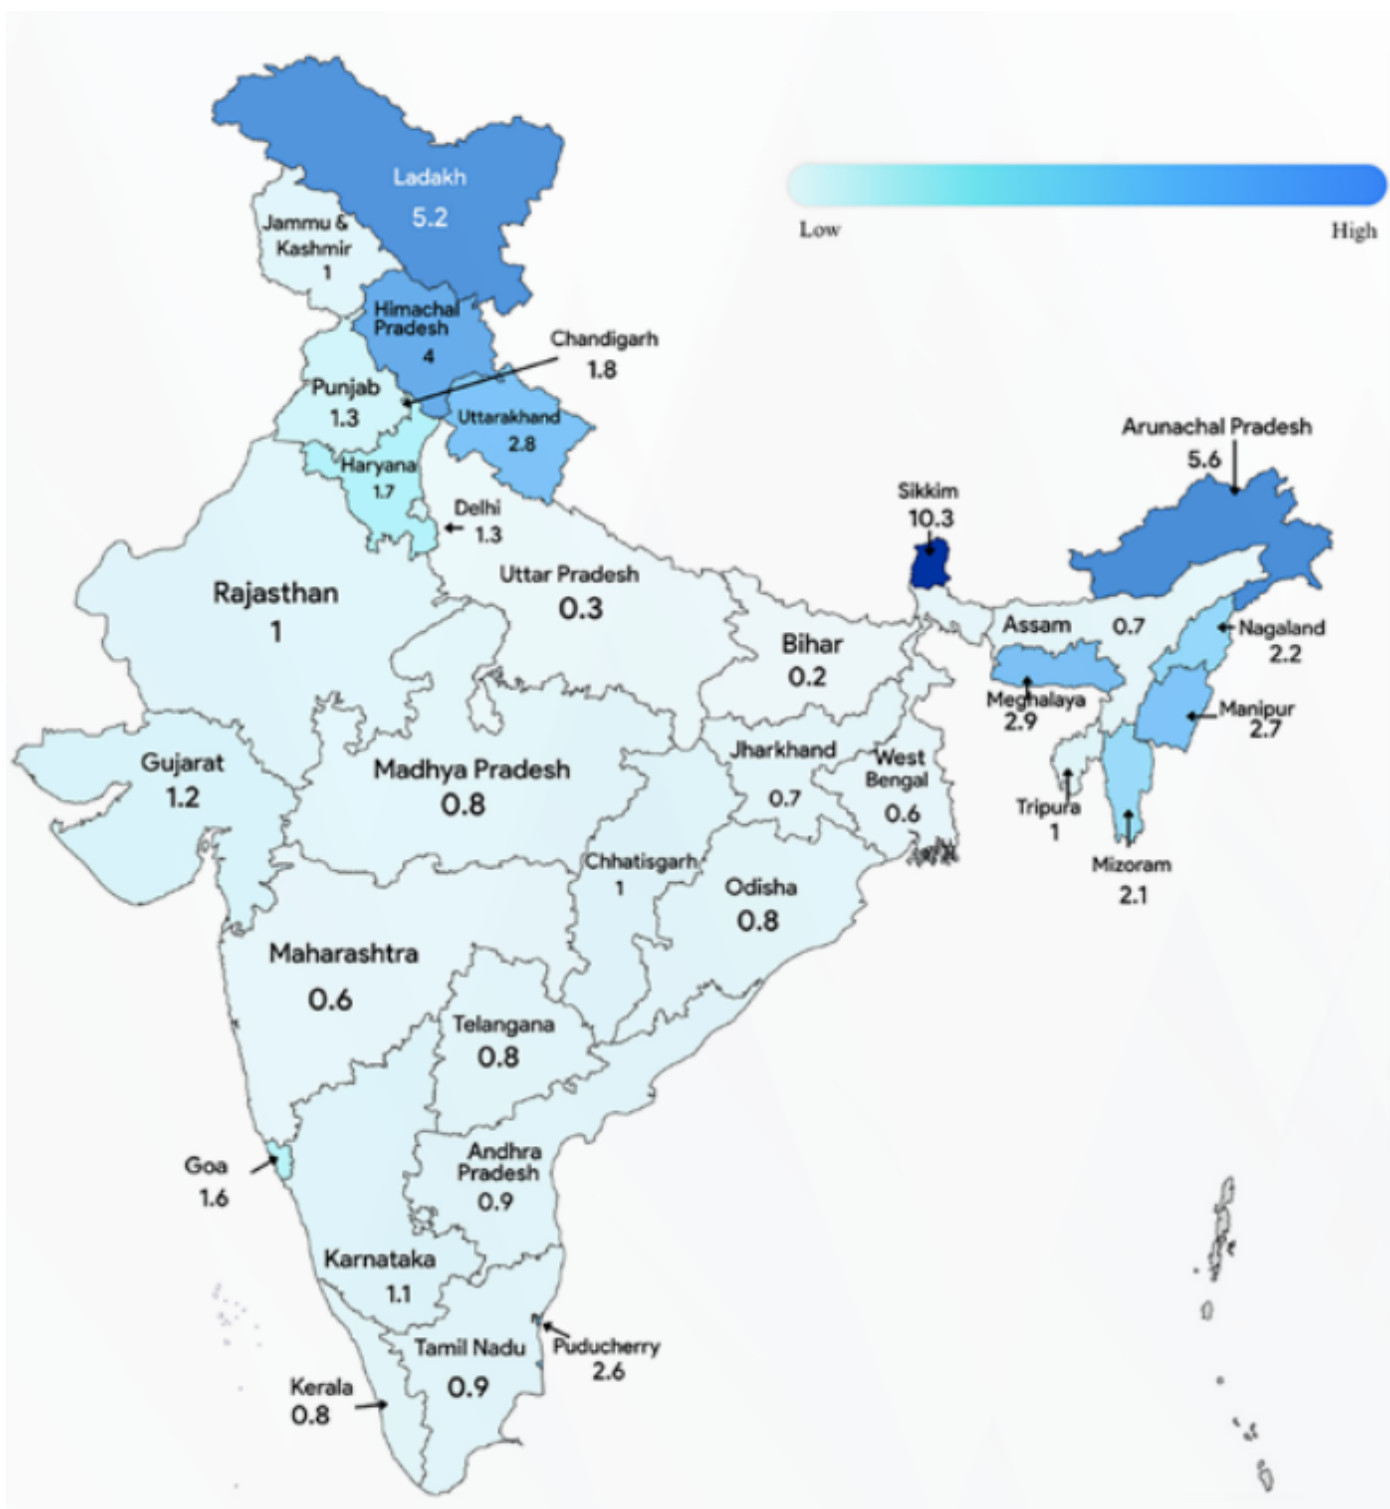 Ladakh
5.2
Low
High
Jammu &
Kashmir
1
Himachal
Pradesh
4
Chandigarh
1.8
Punjab
1.3
Uttarakhand
2.8
Haryana
1.7
Delhi
1.3
Arunachal Pradesh
5.6
Sikkim
10.3
Rajasthan
1
Uttar Pradesh
0.3
Bihar
0.2
Assam 0.7
Nagaland
2.2
Meghalaya
2.9
Manipur
2.7
Gujarat
1.2
Madhya Pradesh
0.8
Jharkhand
0.7
West
Bengal
0.6
Tripura
1
Mizoram
2.1
Chhatisgarh
1
Odisha
0.8
Maharashtra
0.6
Telangana
0.8
Goa
1.6
Andhra
Pradesh
0.9
Karnataka
1.1
Tamil Nadu
0.9
Puducherry
2.6
Kerala
0.8